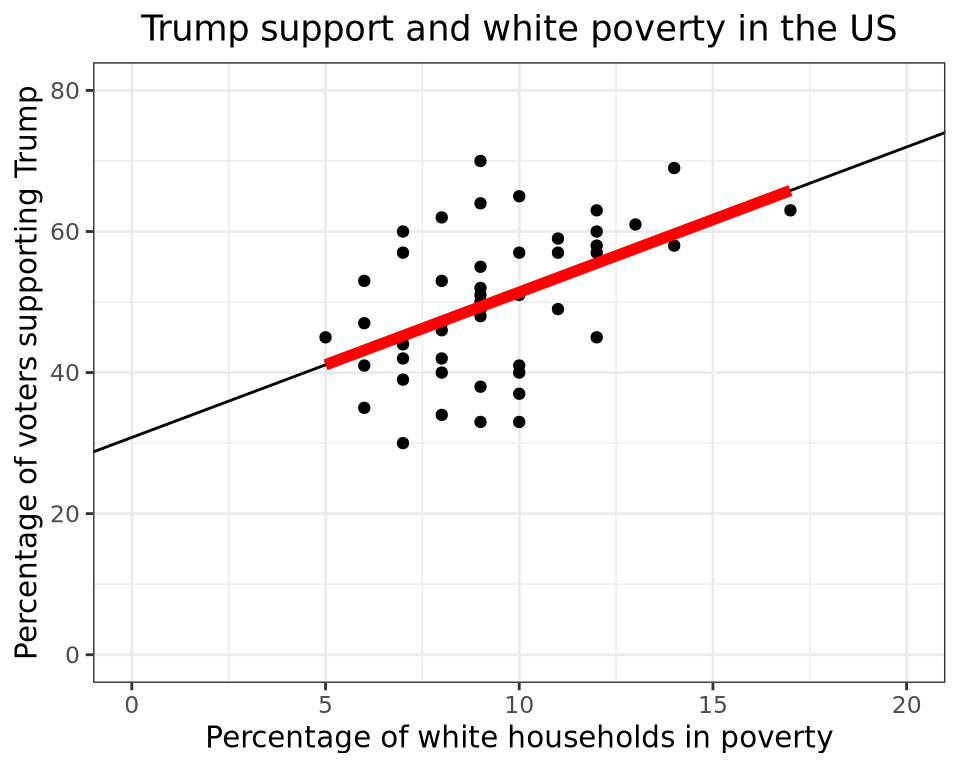 Trump support and white poverty in the US
Percentage of voters supporting Trump
80
60
40
20
0
0 5 10 15 20
Percentage of white households in poverty